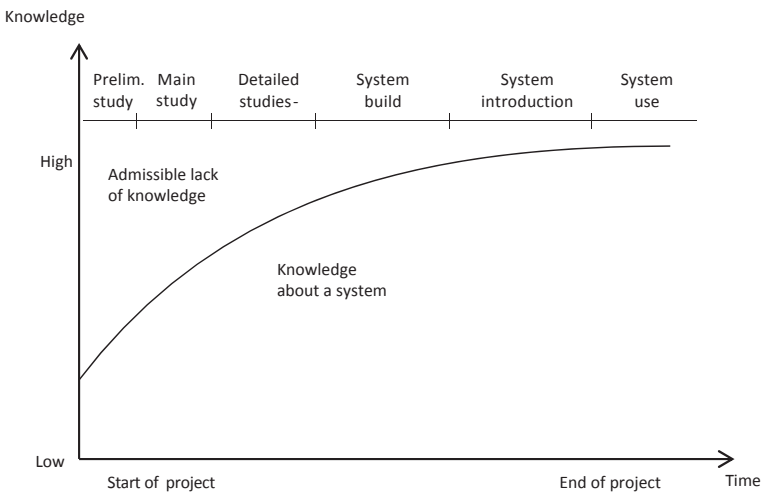 Knowledge
Prelim. Main Detailed System System System
study study studies- build introduction use
High
Admissible lack
of knowledge
Knowledge
about a system
Low
Start of project End of project Time